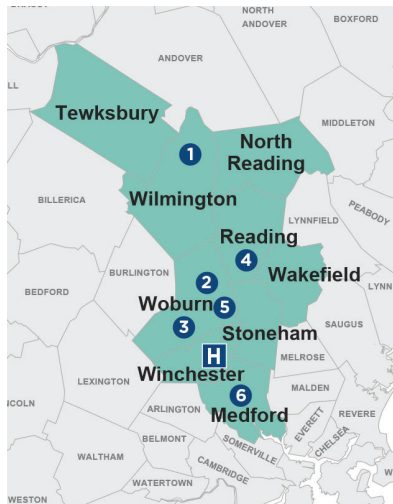 NORTH
ANDOVER
BOXFORD
ANDOVER
Tewksbury
MIDDLETON
North
Reading
1
BILLERICA
Wilmington
PEABODY
LYNNFIELD
Reading
4
BURLINGTON
Wakefield
2
BEDFORD
Woburn
5
3
SAUGUS
Stoneham
H
MELROSE
Winchester
LEXINGTON
6
MALDEN
ARLINGTON
Medford
REVERE
EVERETT
CHELSEA
BELMONT
SOMERVILLE
WALTHAM
CAMBRIDGE
WATERTOWN
WESTON